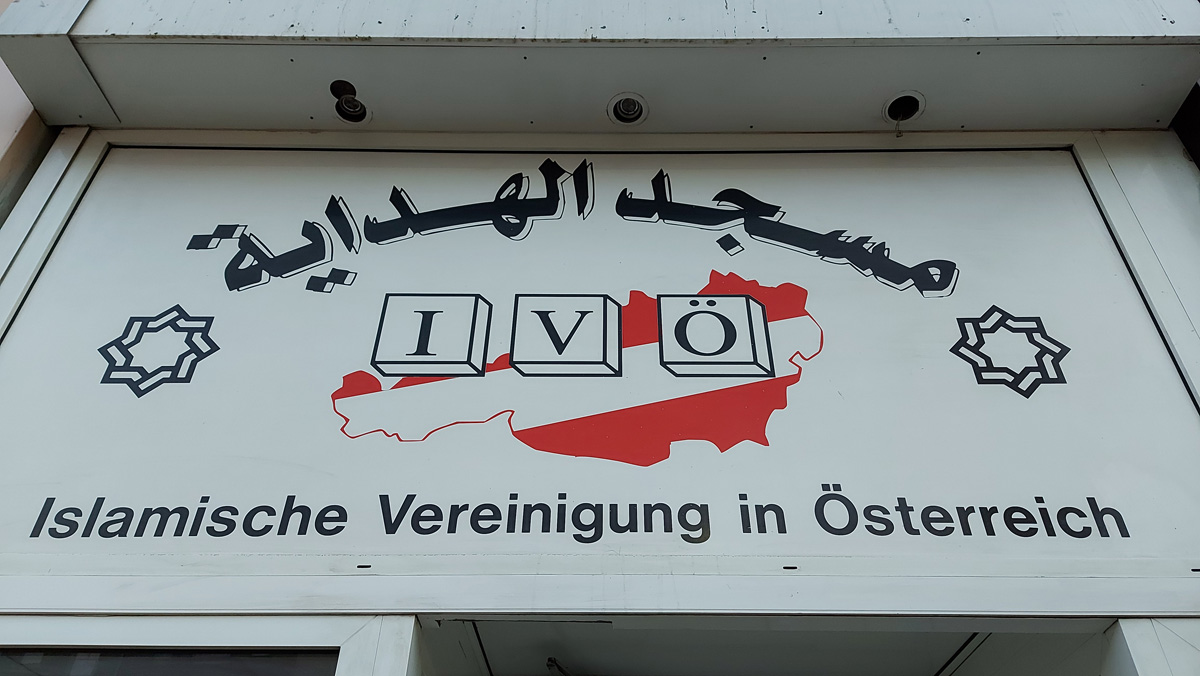 مسجد الهداية
IVÖ
Islamische Vereinigung in Österreich